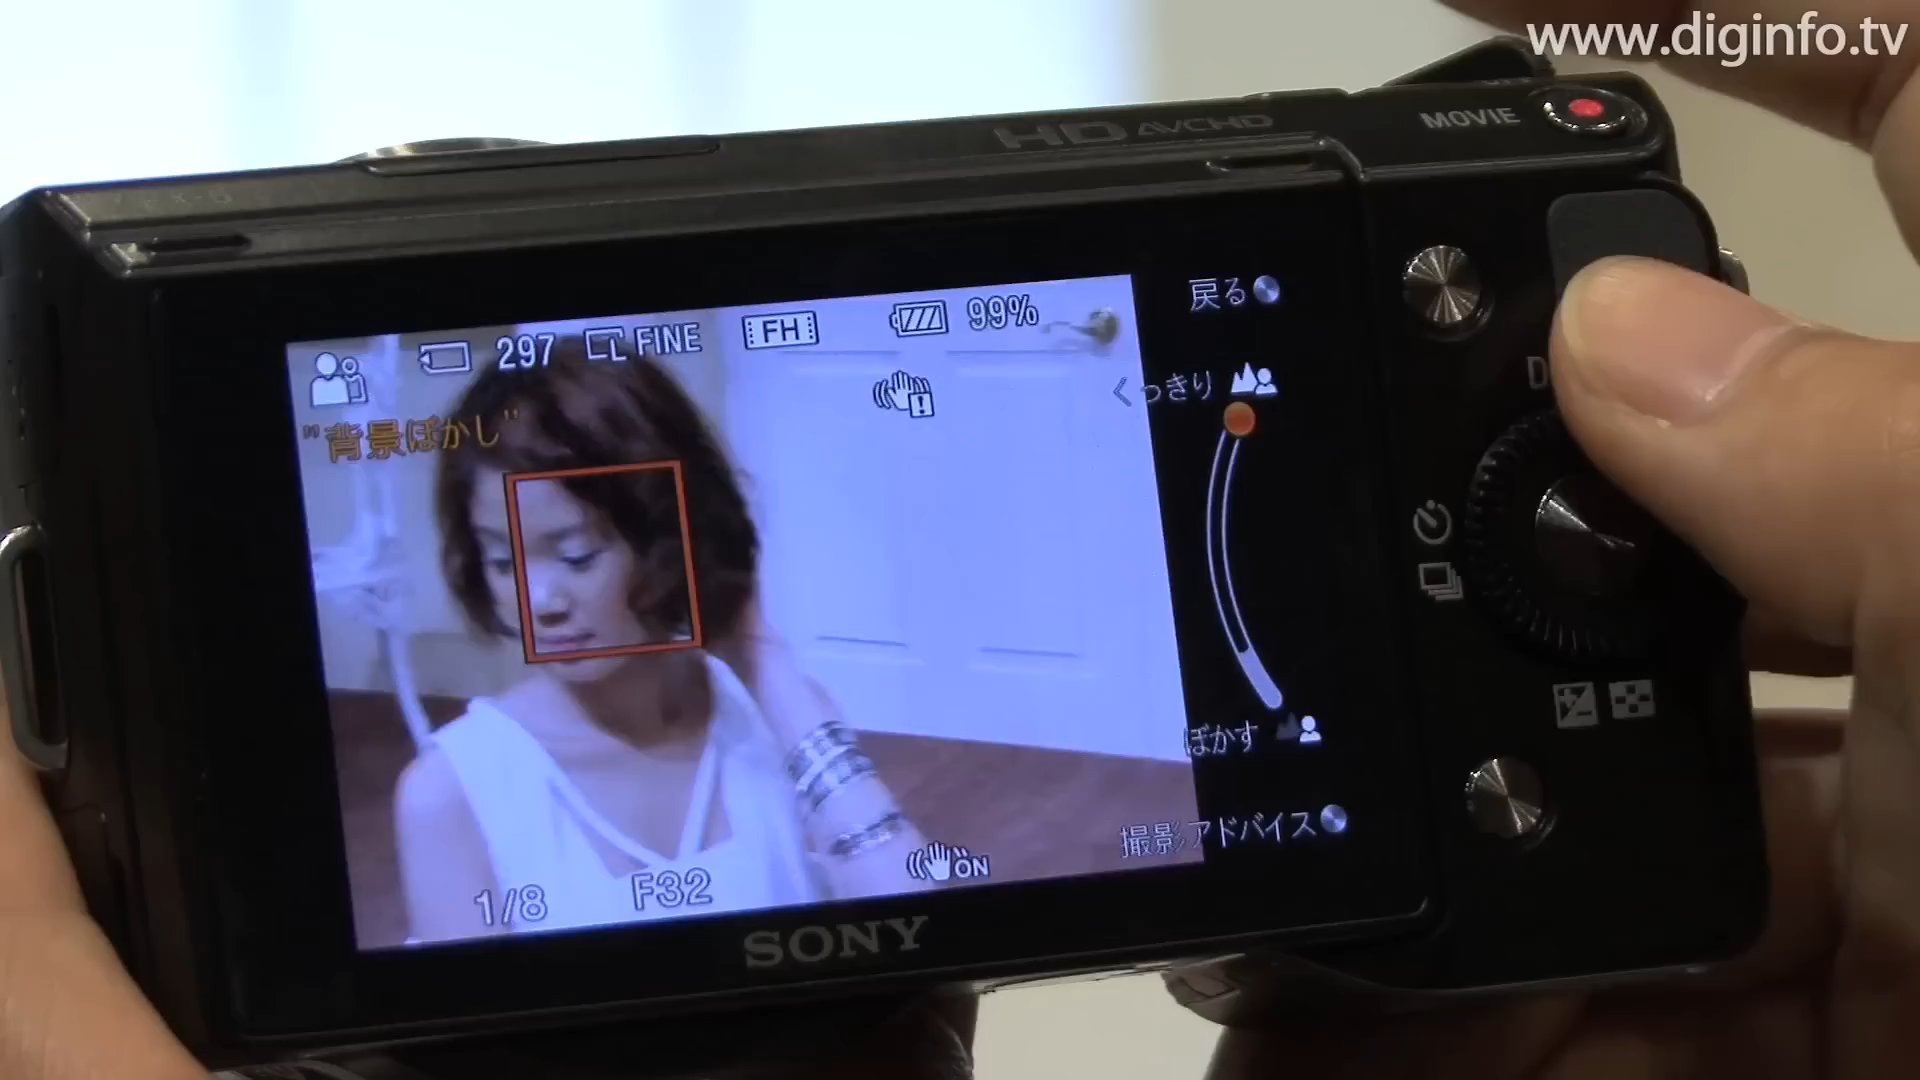 www.diginfo.tv
MOVIE
HD AVCHD
戻る
297 L FINE FH 99%
くっきり
"背景ぼかし"
ぼかす
撮影アドバイス
ON
1/8 F32
SONY